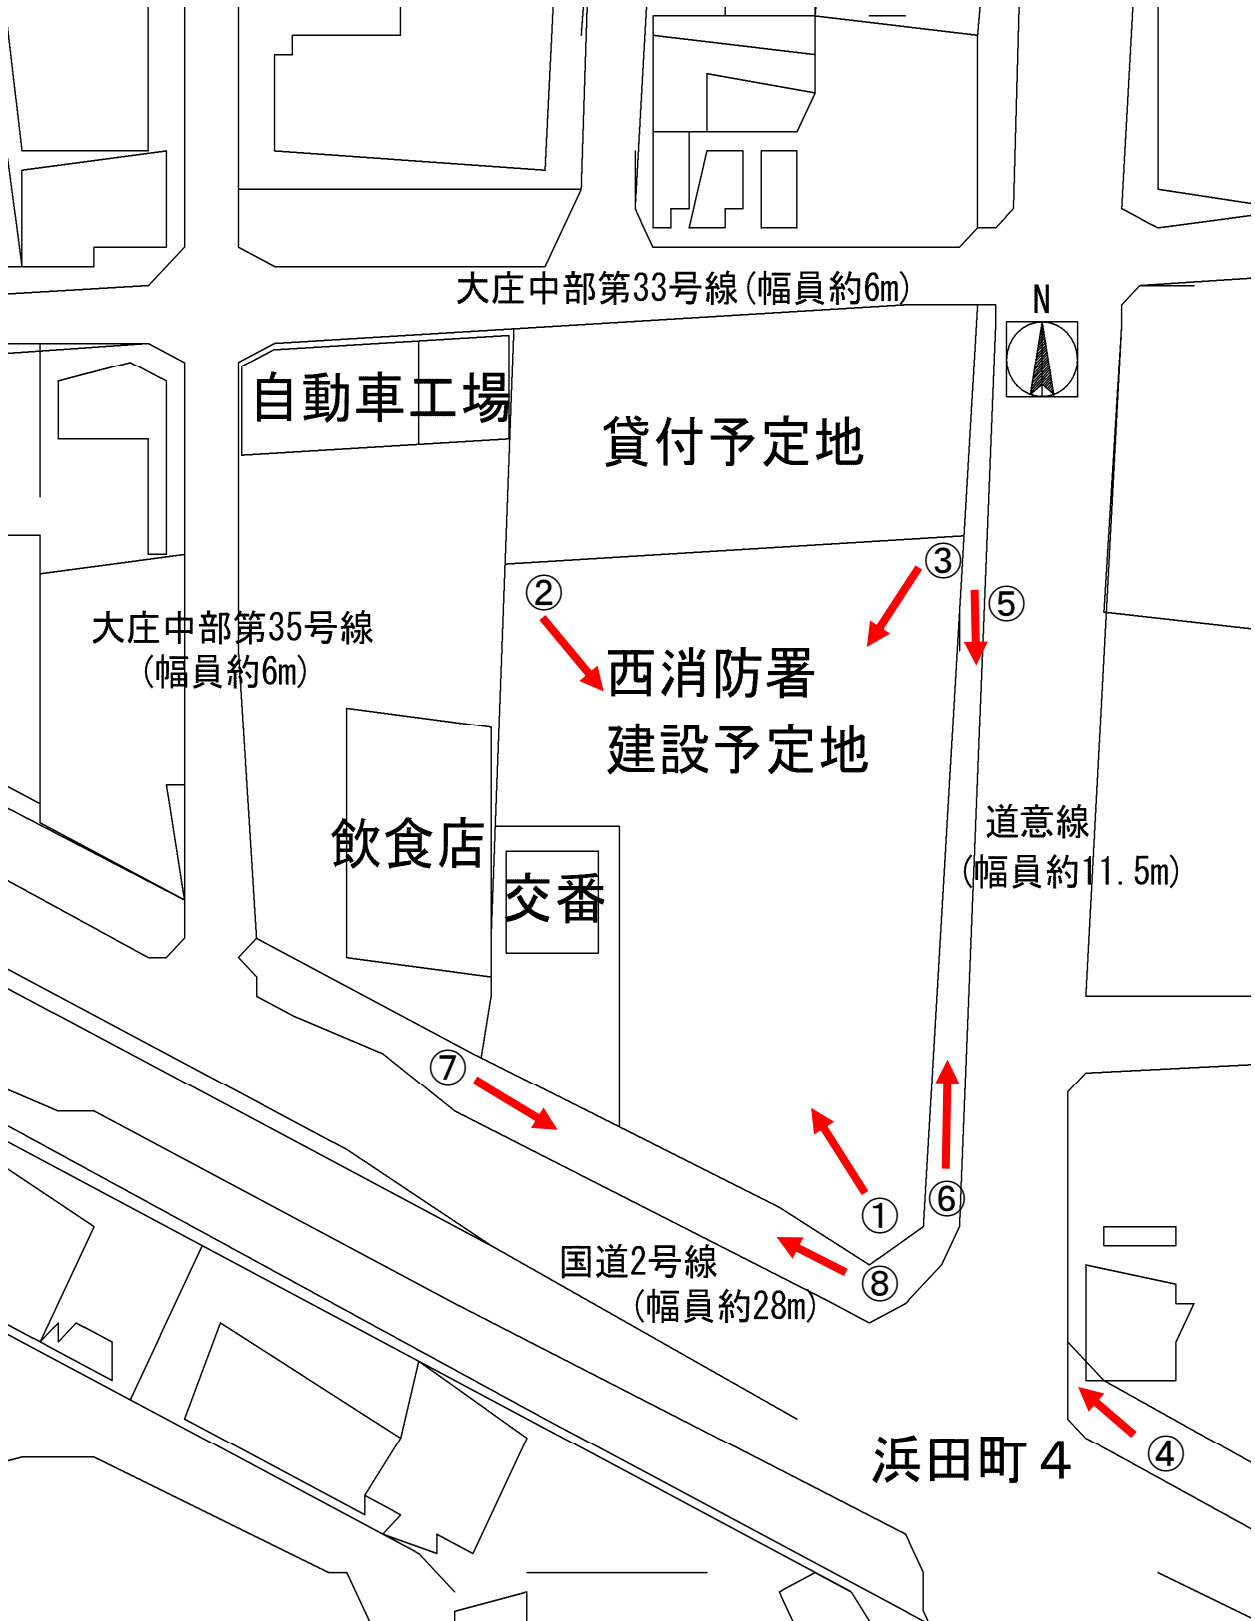 大庄中部第33号線(幅員約6m)
N
自動車工場
貸付予定地
③
②
⑤
大庄中部第35号線
(幅員約6m)
西消防署
建設予定地
道意線
(幅員約11.5m)
飲食店
交番
⑦
⑥
①
国道2号線
(幅員約28m)
⑧
浜田町4
④